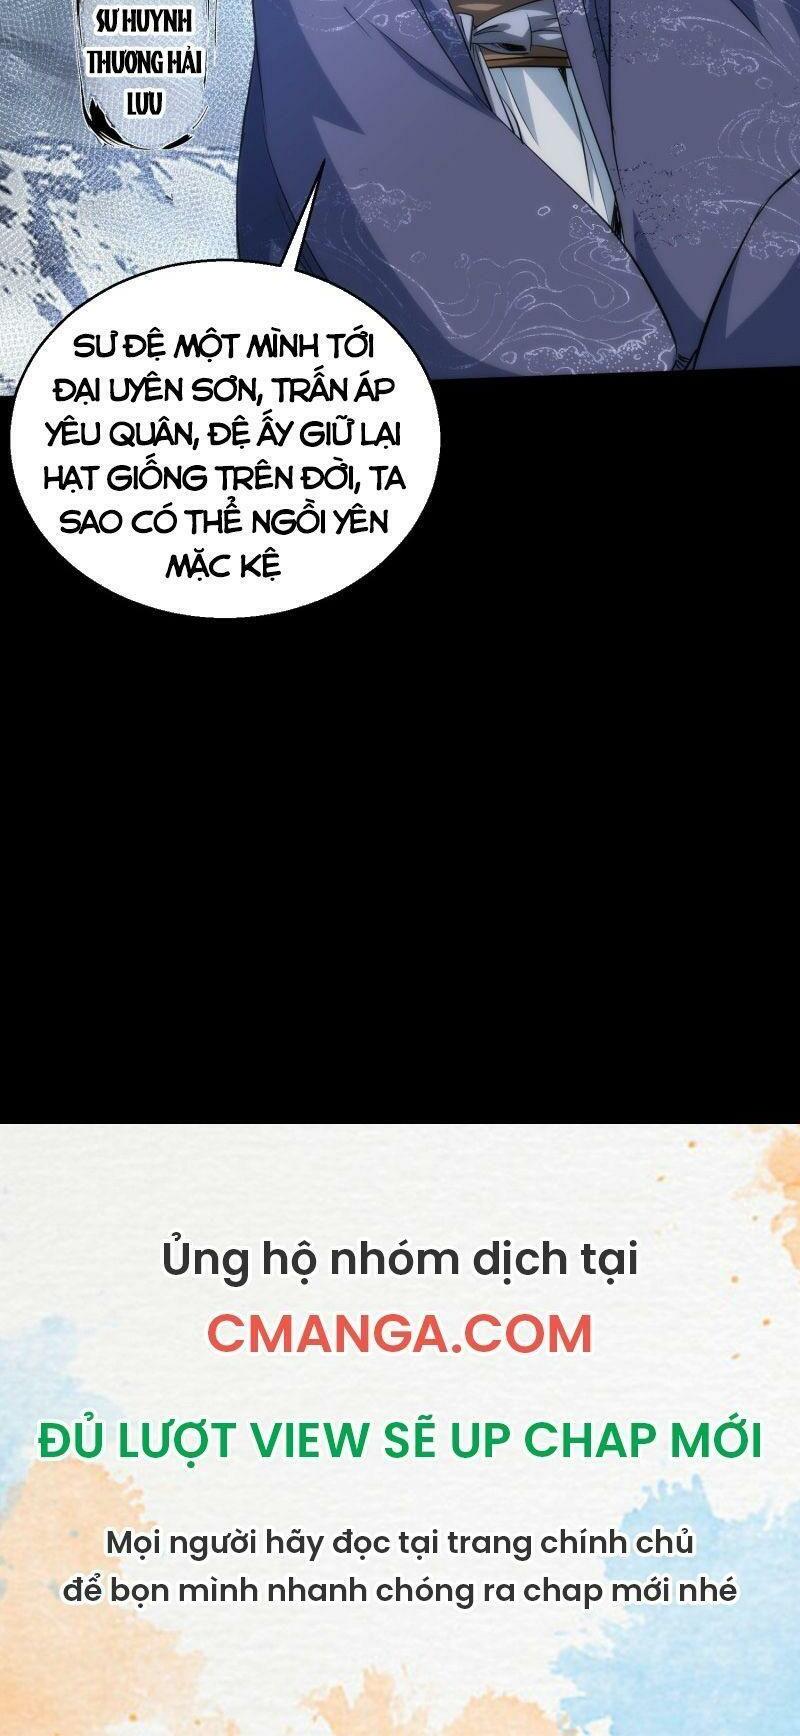 SƯ HUYNH
THƯƠNG HẢI
LƯU
SƯ ĐỆ MỘT MÌNH TỚI
ĐẠI UYÊN SƠN, TRẤN ÁP
YÊU QUÂN, ĐỆ ẤY GIỮ LẠI
HẠT GIỐNG TRÊN ĐỜI, TA
SAO CÓ THỂ NGỒI YÊN
MẶC KỆ
Ủng hộ nhóm dịch tại
CMANGA.COM
ĐỦ LƯỢT VIEW SẼ UP CHAP MỚI
Mọi người hãy đọc tại trang chính chủ
để bọn mình nhanh chóng ra chap mới nhé